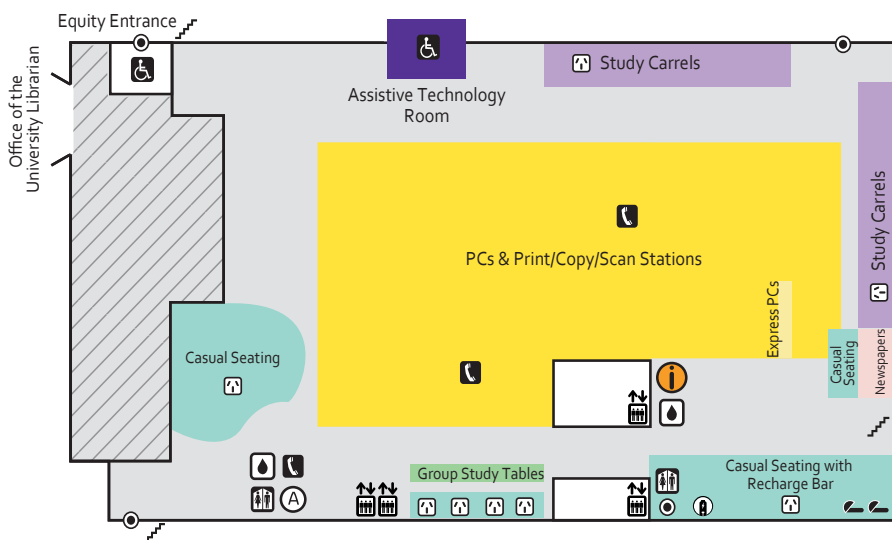 Equity Entrance
Office of the
University Librarian
Assistive Technology
Room
Study Carrels
Study Carrels
PCs & Print/Copy/Scan Stations
Express PCs
Casual Seating
Casual
Seating
Newspapers
i
A
Group Study Tables
Casual Seating with
Recharge Bar